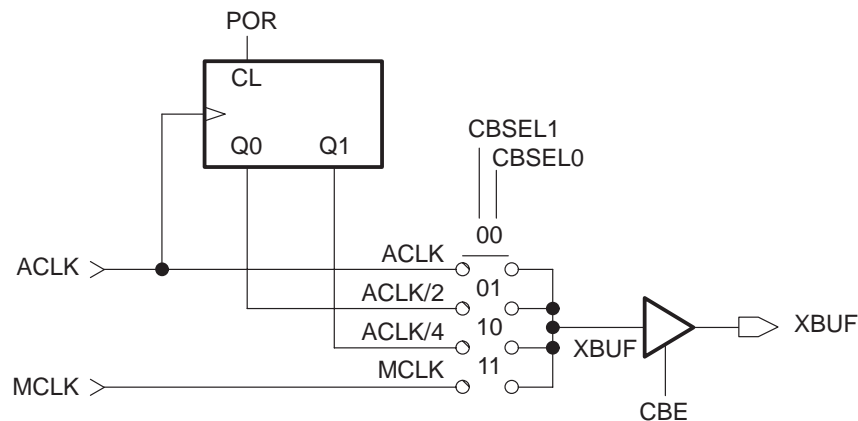 POR
CL
Q0 Q1
CBSEL1
CBSEL0
00
ACLK
ACLK
01
ACLK/2
10
ACLK/4
XBUF
XBUF
11
MCLK
MCLK
CBE